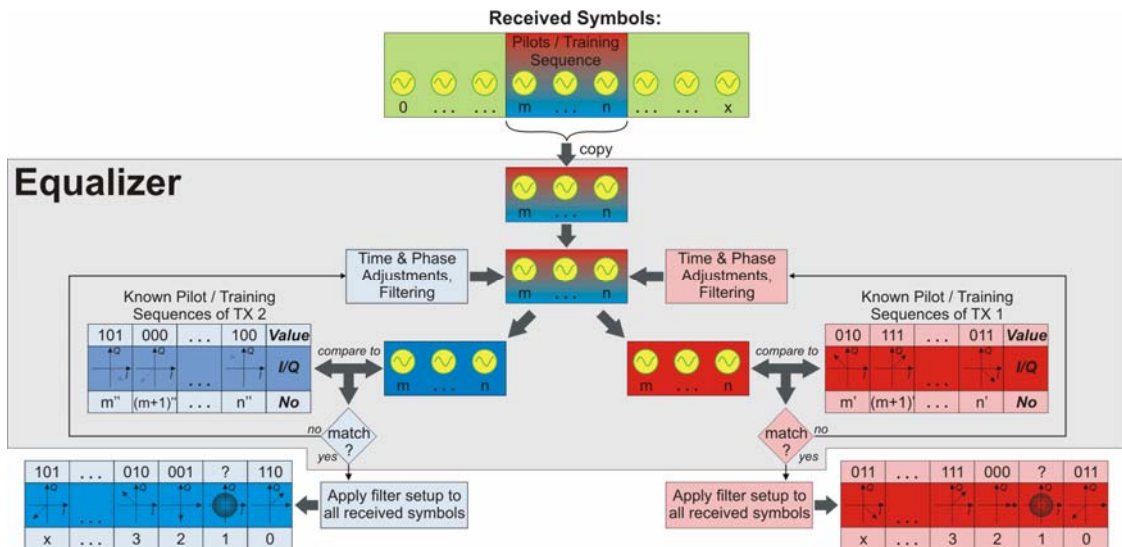 Received Symbols:
Pilots / Training
Sequence
0 . . . . . . m . . . n . . . . . . x
copy
Equalizer
m . . . n
Time & Phase
Adjustments,
Filtering
m . . . n
Time & Phase
Adjustments,
Filtering
Known Pilot / Training
Sequences of TX 2
101 000 . . . 100 Value
Q Q . . . Q I/Q
I I I
m'' (m+1)'' . . . n'' No
compare to
m . . . n
m . . . n
compare to
Known Pilot / Training
Sequences of TX 1
010 111 . . . 011 Value
Q Q . . . Q I/Q
I I I
m' (m+1)' . . . n' No
no
match
?
yes
match
?
no
yes
101 . . . 010 001 ? 110
Q . . . Q Q Q Q
I I I I I
x . . . 3 2 1 0
Apply filter setup to
all received symbols
Apply filter setup to
all received symbols
011 . . . 111 000 ? 011
Q . . . Q Q Q Q
I I I I I
x . . . 3 2 1 0